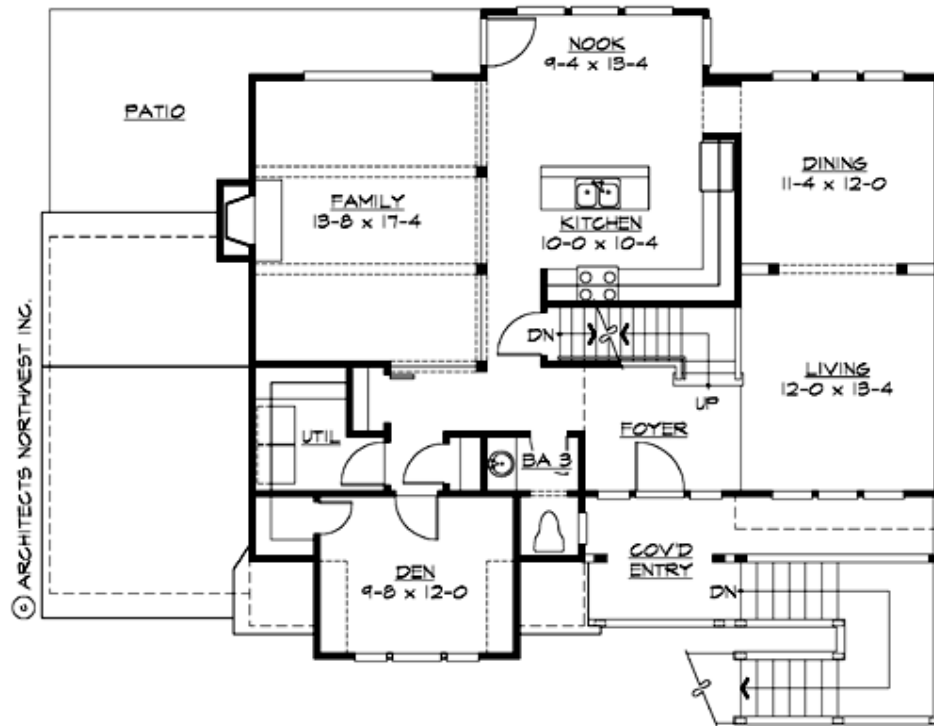 NOOK
9-4 x 13-4
PATIO
DINING
11-4 x 12-0
FAMILY
13-8 x 17-4
KITCHEN
10-0 x 10-4
DN
LIVING
12-0 x 13-4
UP
FOYER
UTIL
BA 3
COV'D
ENTRY
DEN
9-8 x 12-0
DN
© ARCHITECTS NORTHWEST INC.